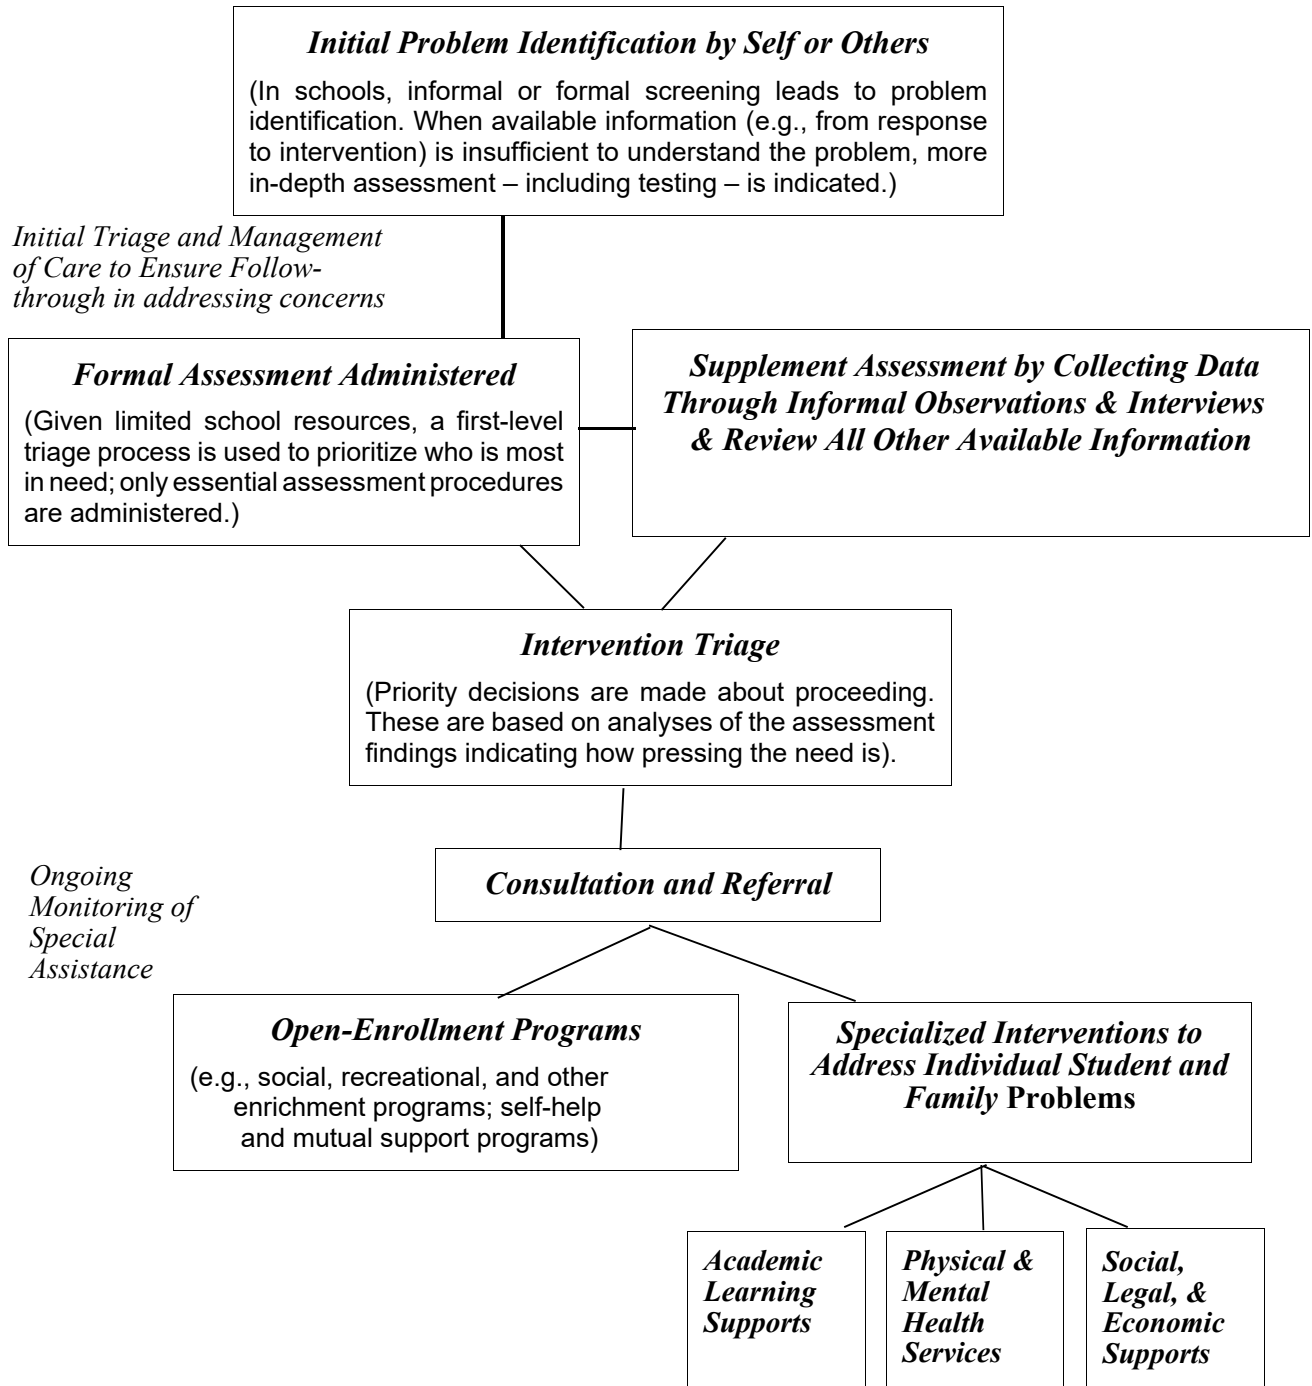 Initial Problem Identification by Self or Others
(In schools, informal or formal screening leads to problem
identification. When available information (e.g., from response
to intervention) is insufficient to understand the problem, more
in-depth assessment – including testing – is indicated.)
Initial Triage and Management
of Care to Ensure Follow-
through in addressing concerns
Formal Assessment Administered
(Given limited school resources, a first-level
triage process is used to prioritize who is most
in need; only essential assessment procedures
are administered.)
Supplement Assessment by Collecting Data
Through Informal Observations & Interviews
& Review All Other Available Information
Intervention Triage
(Priority decisions are made about proceeding.
These are based on analyses of the assessment
findings indicating how pressing the need is).
Consultation and Referral
Ongoing
Monitoring of
Special
Assistance
Open-Enrollment Programs
(e.g., social, recreational, and other
enrichment programs; self-help
and mutual support programs)
Specialized Interventions to
Address Individual Student and
Family Problems
Academic
Learning
Supports
Physical &
Mental
Health
Services
Social,
Legal, &
Economic
Supports